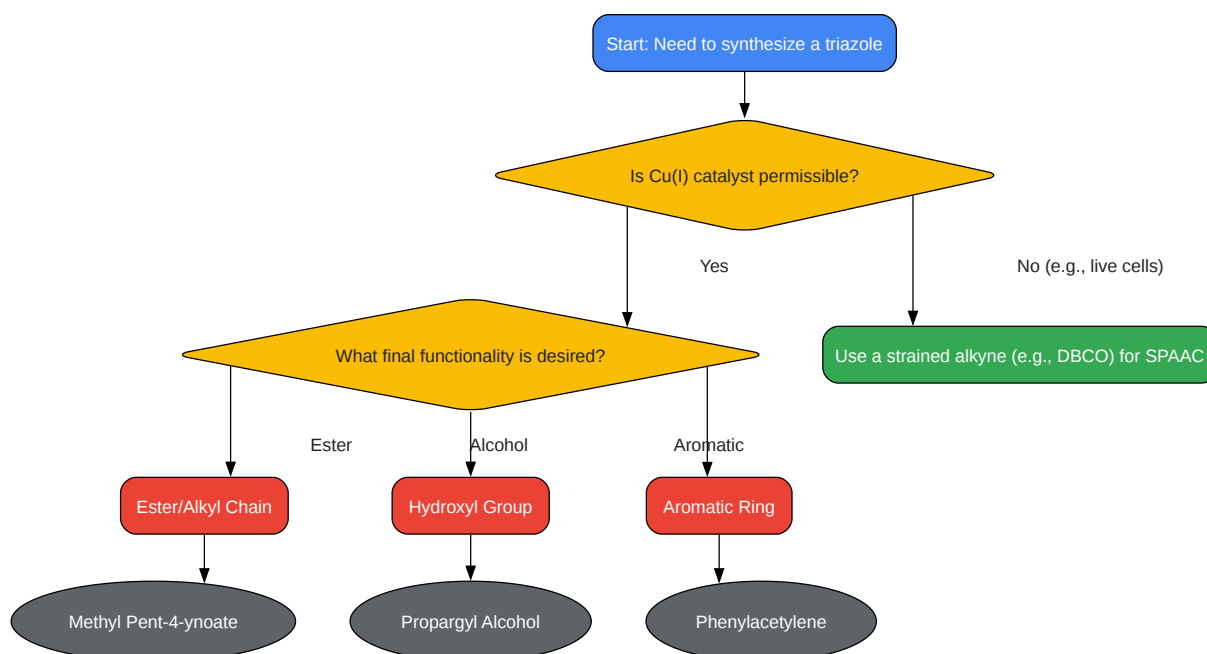 Start: Need to synthesize a triazole
Is Cu(I) catalyst permissible?
Yes
No (e.g., live cells)
What final functionality is desired?
Use a strained alkyne (e.g., DBCO) for SPAAC
Ester
Alcohol
Aromatic
Ester/Alkyl Chain
Hydroxyl Group
Aromatic Ring
Methyl Pent-4-ynoate
Propargyl Alcohol
Phenylacetylene